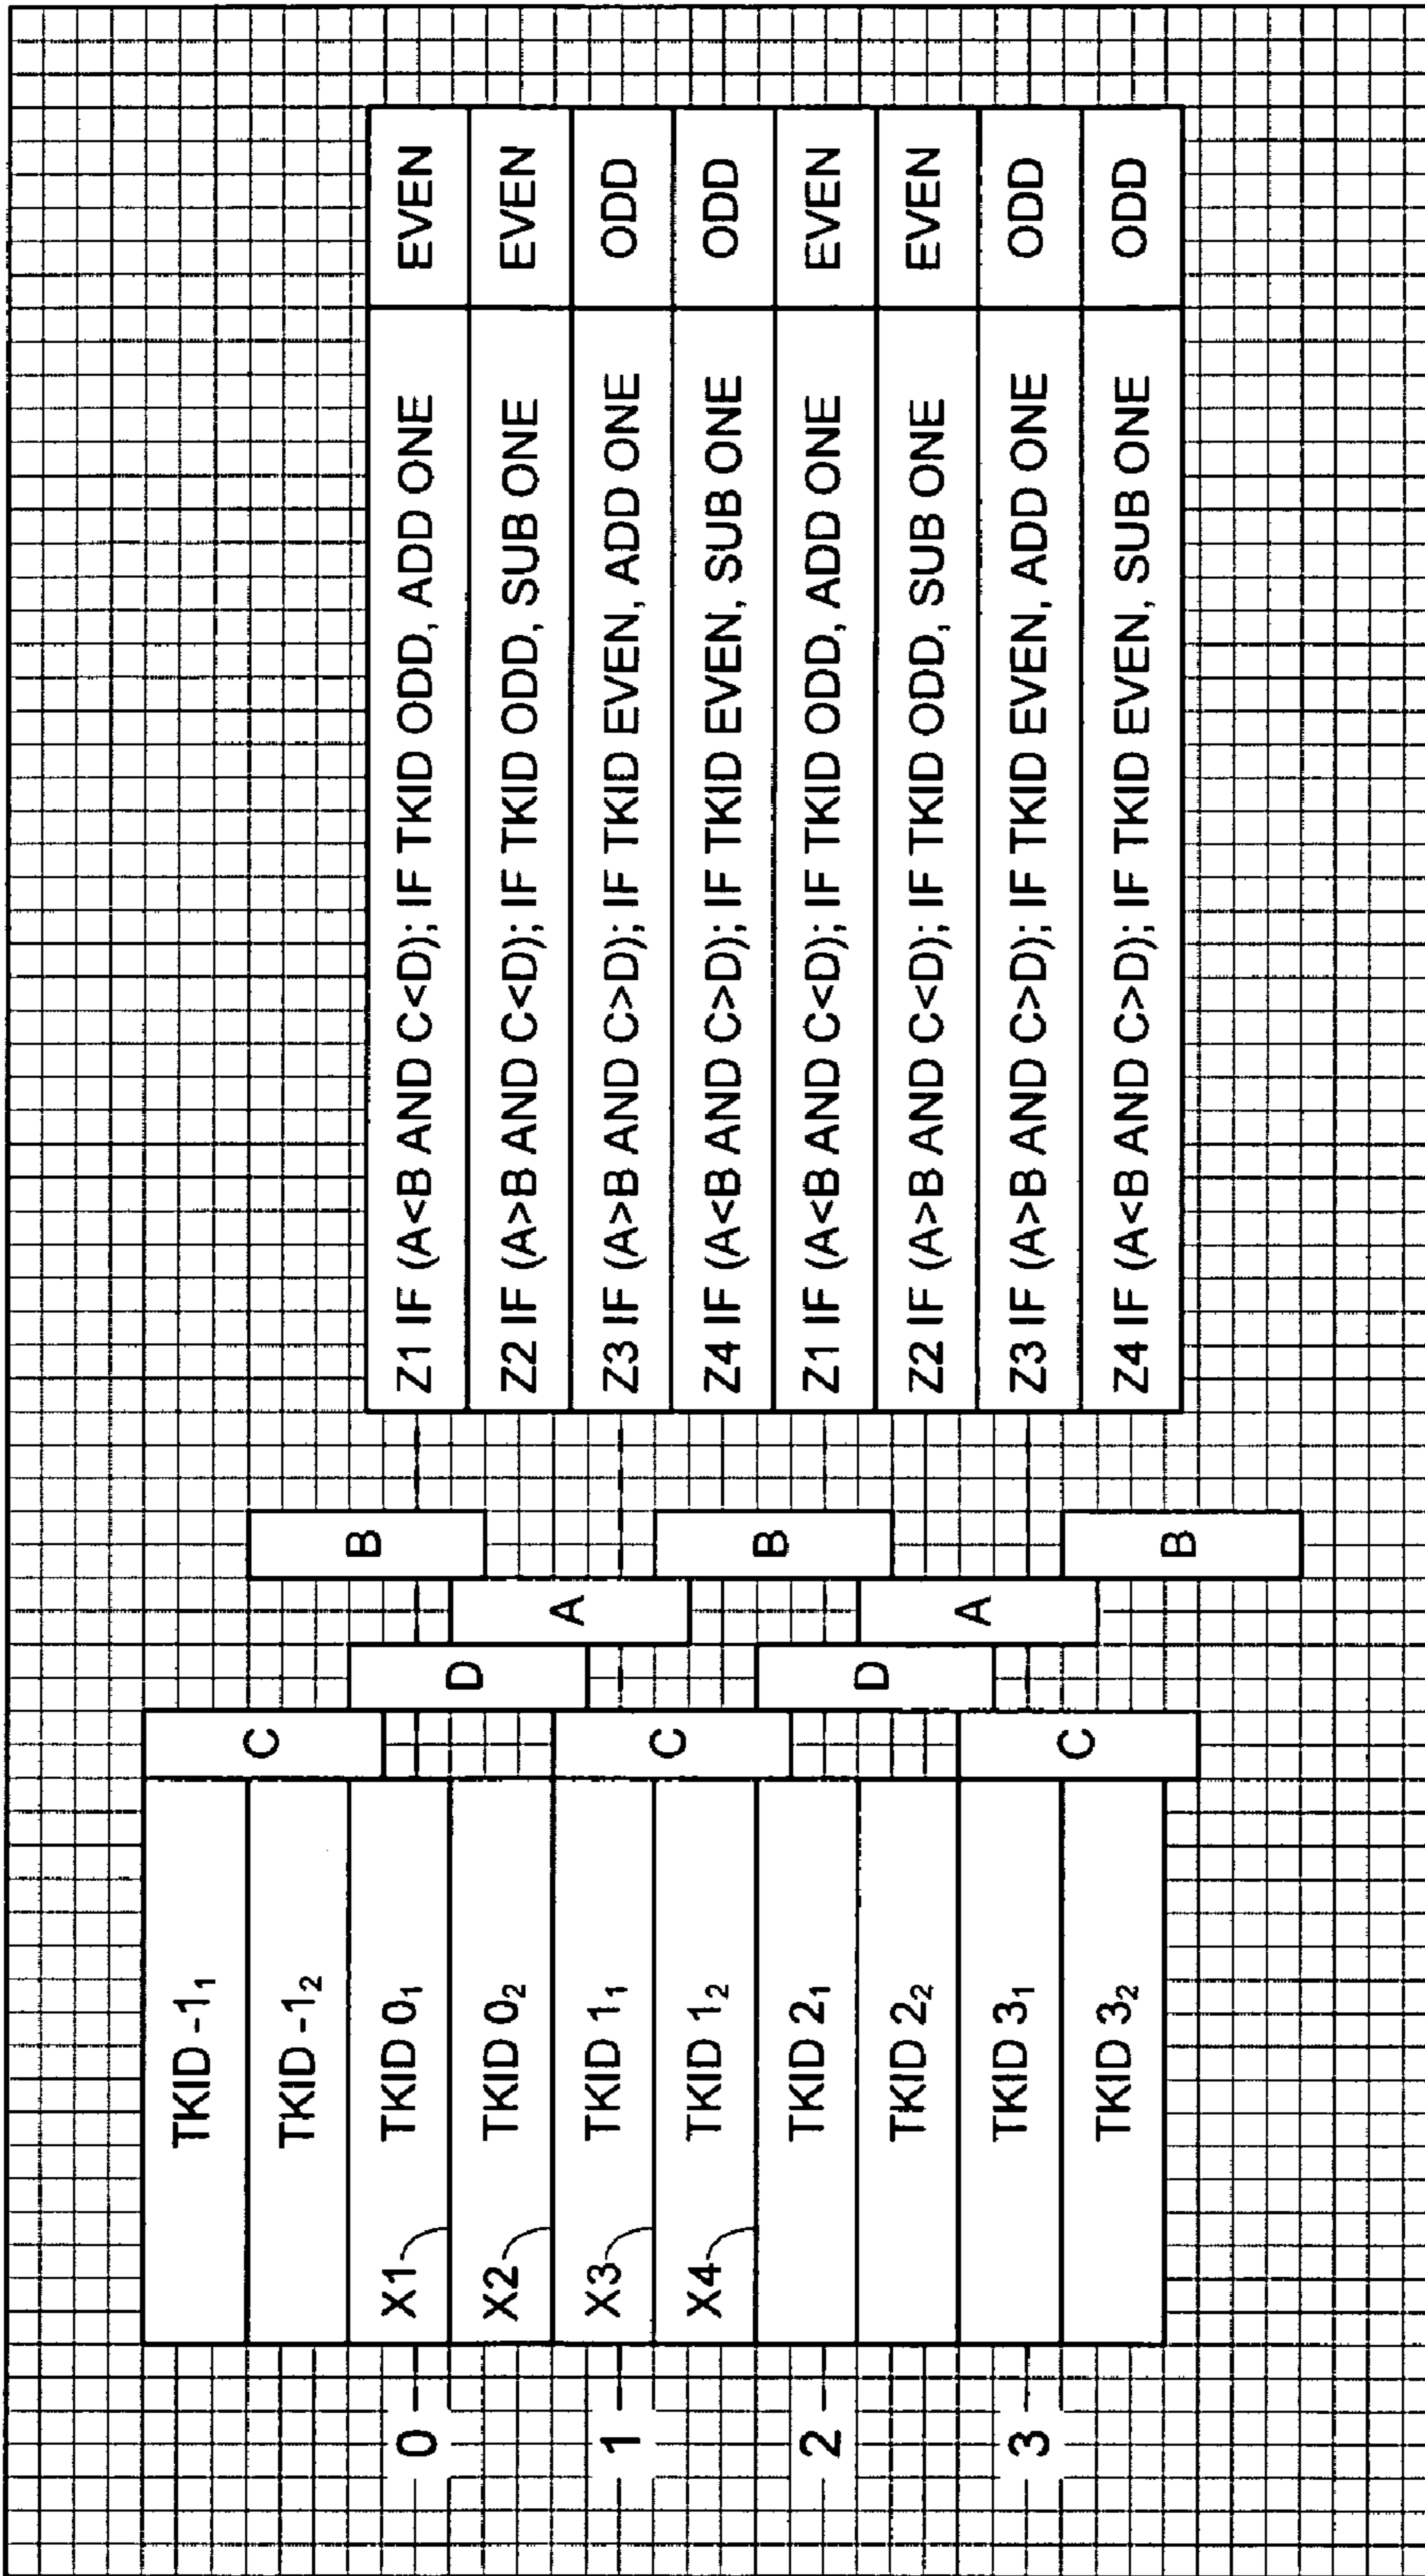 TKID -1₁
TKID -1₂
X1 TKID 0₁
X2 TKID 0₂
X3 TKID 1₁
X4 TKID 1₂
TKID 2₁
TKID 2₂
TKID 3₁
TKID 3₂
0
1
2
3
C
C
C
D
D
A
A
B
B
B
Z1 IF (A<B AND C<D); IF TKID ODD, ADD ONE EVEN
Z2 IF (A>B AND C<D); IF TKID ODD, SUB ONE EVEN
Z3 IF (A>B AND C>D); IF TKID EVEN, ADD ONE ODD
Z4 IF (A<B AND C>D); IF TKID EVEN, SUB ONE ODD
Z1 IF (A<B AND C<D); IF TKID ODD, ADD ONE EVEN
Z2 IF (A>B AND C<D); IF TKID ODD, SUB ONE EVEN
Z3 IF (A>B AND C>D); IF TKID EVEN, ADD ONE ODD
Z4 IF (A<B AND C>D); IF TKID EVEN, SUB ONE ODD